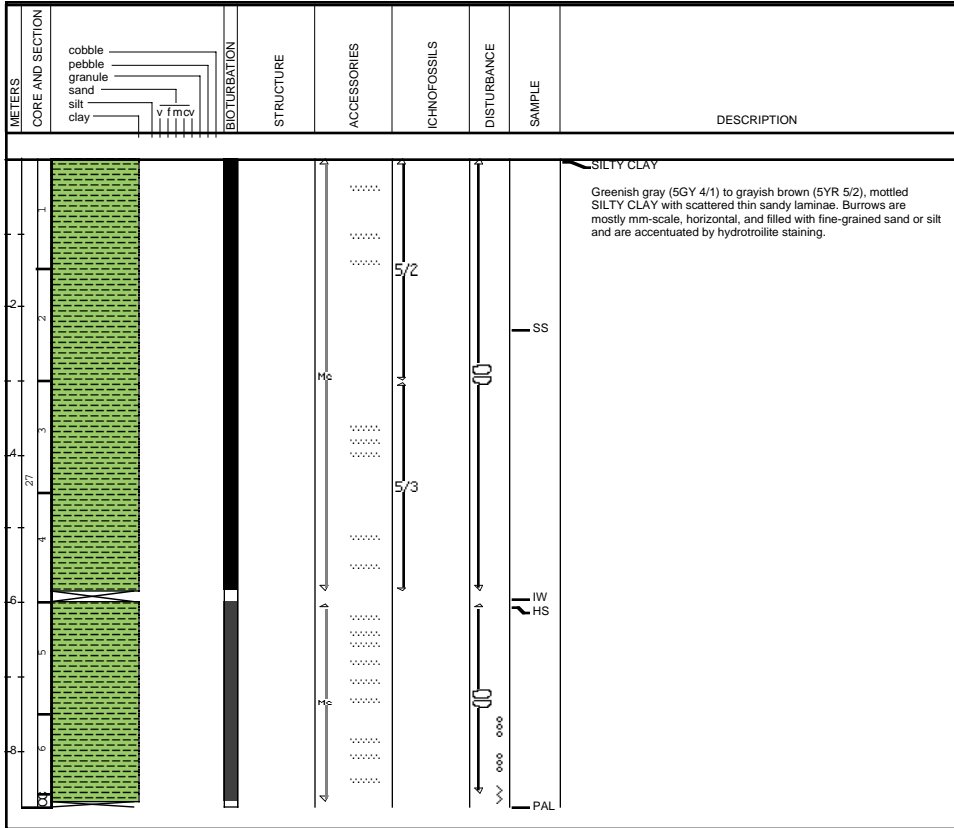 METERS
CORE AND SECTION
cobble
pebble
granule
sand
silt
v f m c v
clay
BIOTURBATION
STRUCTURE
ACCESSORIES
ICHNOFOSSILS
DISTURBANCE
SAMPLE
DESCRIPTION
SILTY CLAY
Greenish gray (5GY 4/1) to grayish brown (5YR 5/2), mottled
SILTY CLAY with scattered thin sandy laminae. Burrows are
mostly mm-scale, horizontal, and filled with fine-grained sand or silt
and are accentuated by hydrotroilite staining.
1
5/2
2
2
SS
Mc
3
4
27
5/3
4
6
IW
HS
5
Mc
6
8
PAL